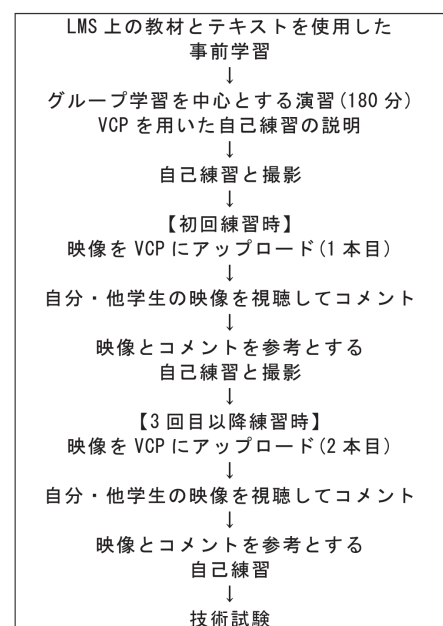 LMS 上の教材とテキストを使用した
事前学習
↓
グループ学習を中心とする演習(180 分)
VCP を用いた自己練習の説明
↓
自己練習と撮影
↓
【初回練習時】
映像を VCP にアップロード(1 本目)
↓
自分・他学生の映像を視聴してコメント
↓
映像とコメントを参考とする
自己練習と撮影
↓
【3 回目以降練習時】
映像を VCP にアップロード(2 本目)
↓
自分・他学生の映像を視聴してコメント
↓
映像とコメントを参考とする
自己練習
↓
技術試験